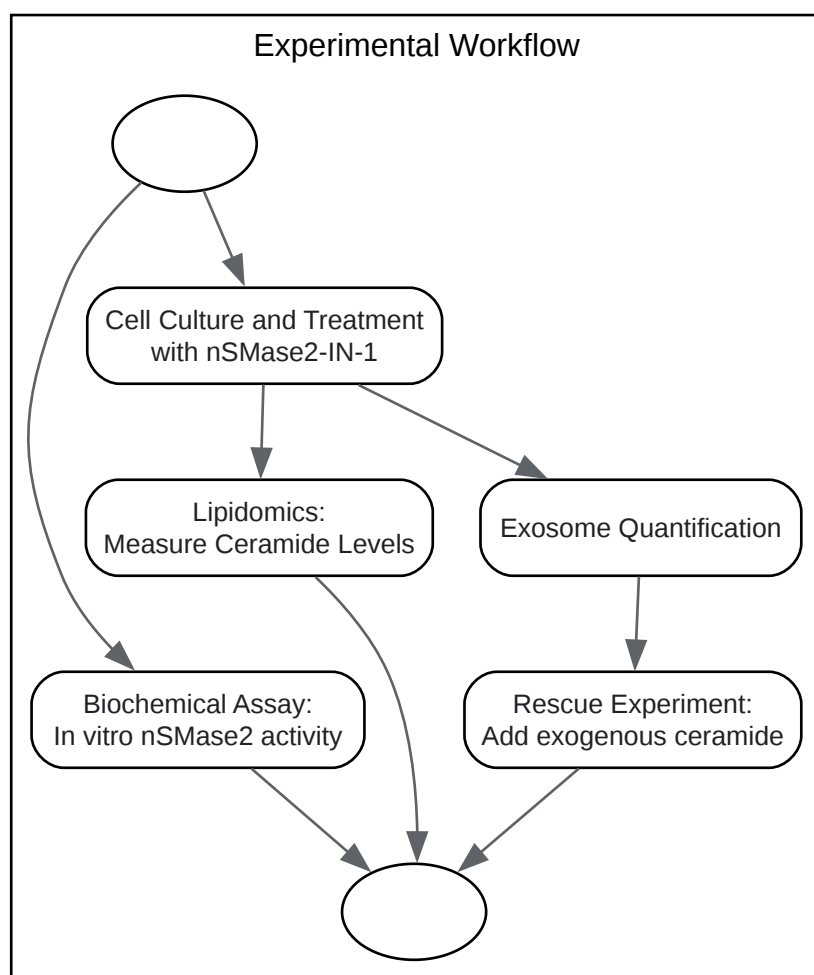 Experimental Workflow
Cell Culture and Treatment
with nSMase2-IN-1
Lipidomics:
Measure Ceramide Levels
Exosome Quantification
Biochemical Assay:
In vitro nSMase2 activity
Rescue Experiment:
Add exogenous ceramide